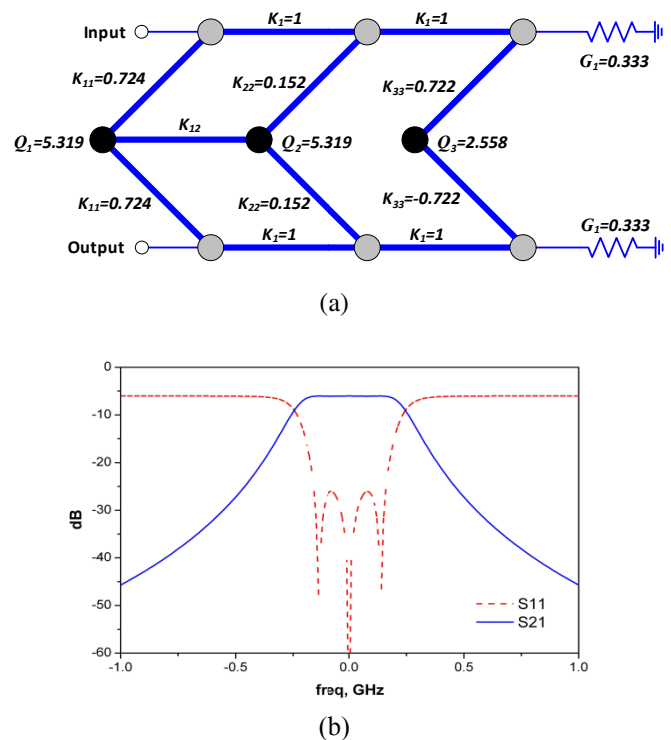 Input
K₁=1
K₁=1
G₁=0.333
K₁₁=0.724
K₂₂=0.152
K₃₃=0.722
Q₁=5.319
K₁₂
Q₂=5.319
Q₃=2.558
K₁₁=0.724
K₂₂=0.152
K₃₃=-0.722
G₁=0.333
Output
K₁=1
K₁=1
(a)
0
-10
-20
-30
-40
-50
-60
dB
S11
S21
-1.0
-0.5
0.0
0.5
1.0
freq, GHz
(b)